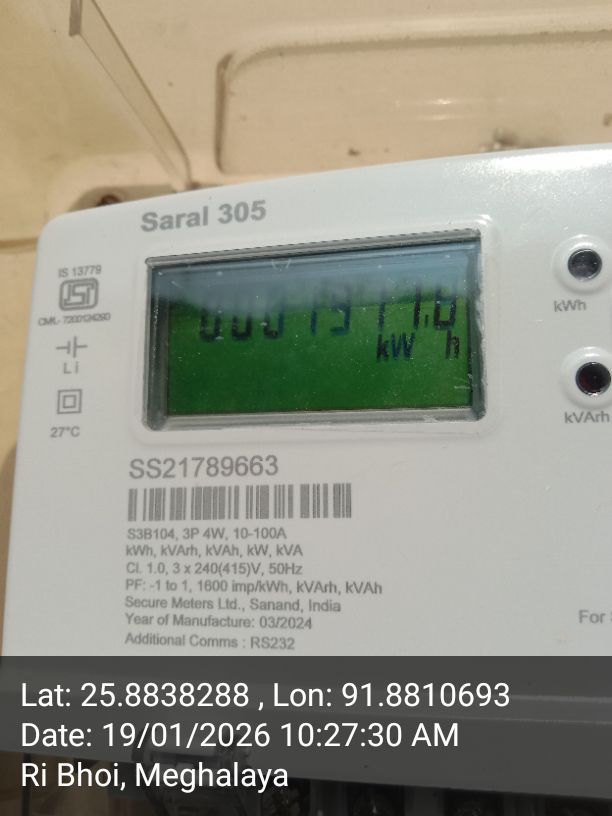 Saral 305
IS 13779
CM/L-
Li
27°C
kW h
kWh
kVArh
SS21789663
S3B104, 3P 4W, 10-100A
kWh, kVArh, kVAh, kW, kVA
Cl. 1.0, 3 x 240(415)V, 50Hz
PF: -1 to 1, 1600 imp/kWh, kVArh, kVAh
Secure Meters Ltd., Sanand, India
Year of Manufacture: 03/2024
Additional Comms : RS232
For
Lat: 25.8838288 , Lon: 91.8810693
Date: 19/01/2026 10:27:30 AM
Ri Bhoi, Meghalaya